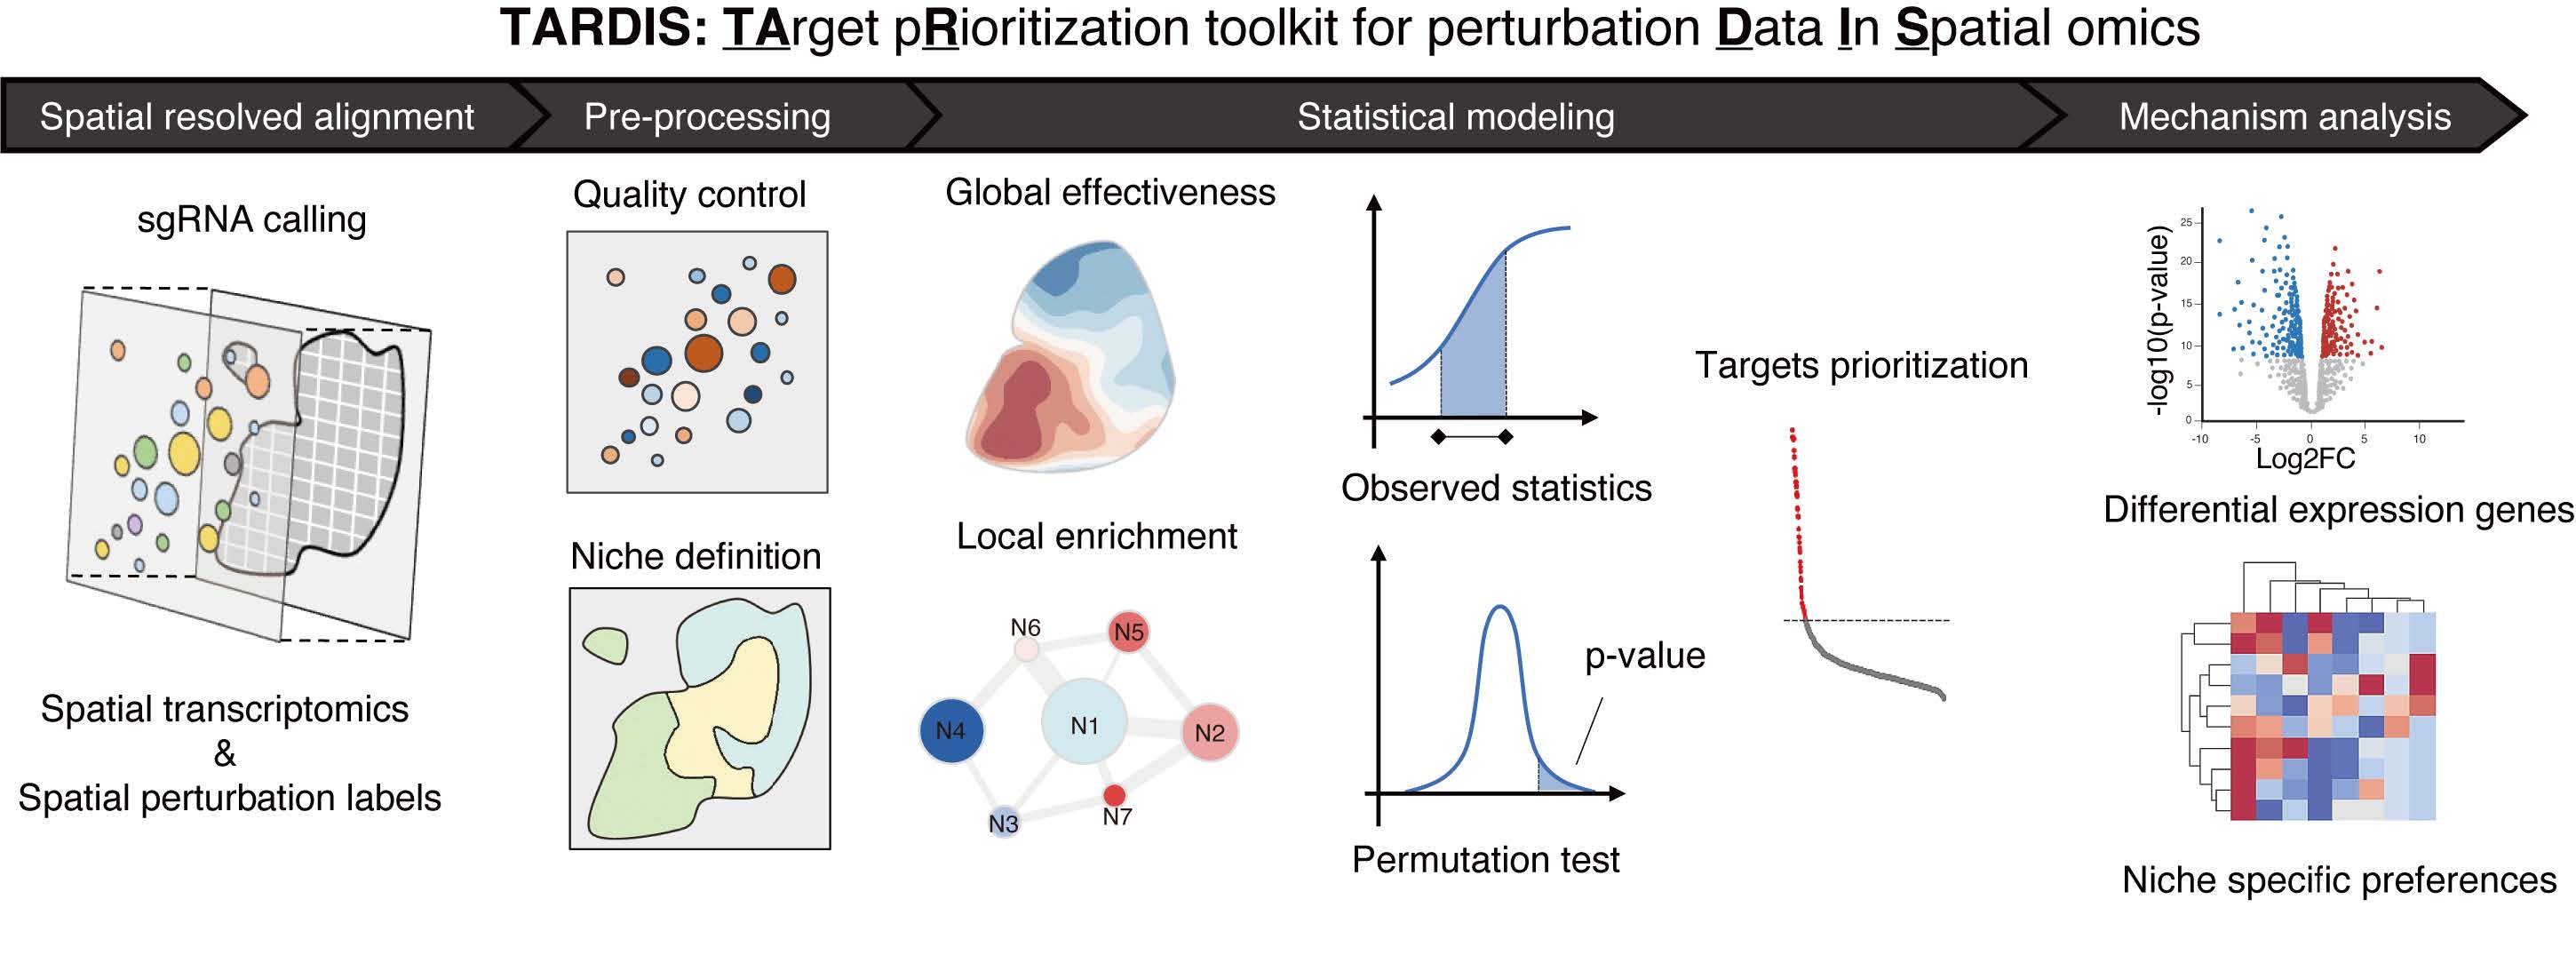 TARDIS: TArget pRioritization toolkit for perturbation Data In Spatial omics
Spatial resolved alignment
Pre-processing
Statistical modeling
Mechanism analysis
sgRNA calling
Spatial transcriptomics
&
Spatial perturbation labels
Quality control
Niche definition
Global effectiveness
Local enrichment
N6
N5
N4
N1
N2
N3
N7
Observed statistics
p-value
Permutation test
Targets prioritization
-log10(p-value)
25
20
15
10
5
0
-10
-5
0
5
10
Log2FC
Differential expression genes
Niche specific preferences